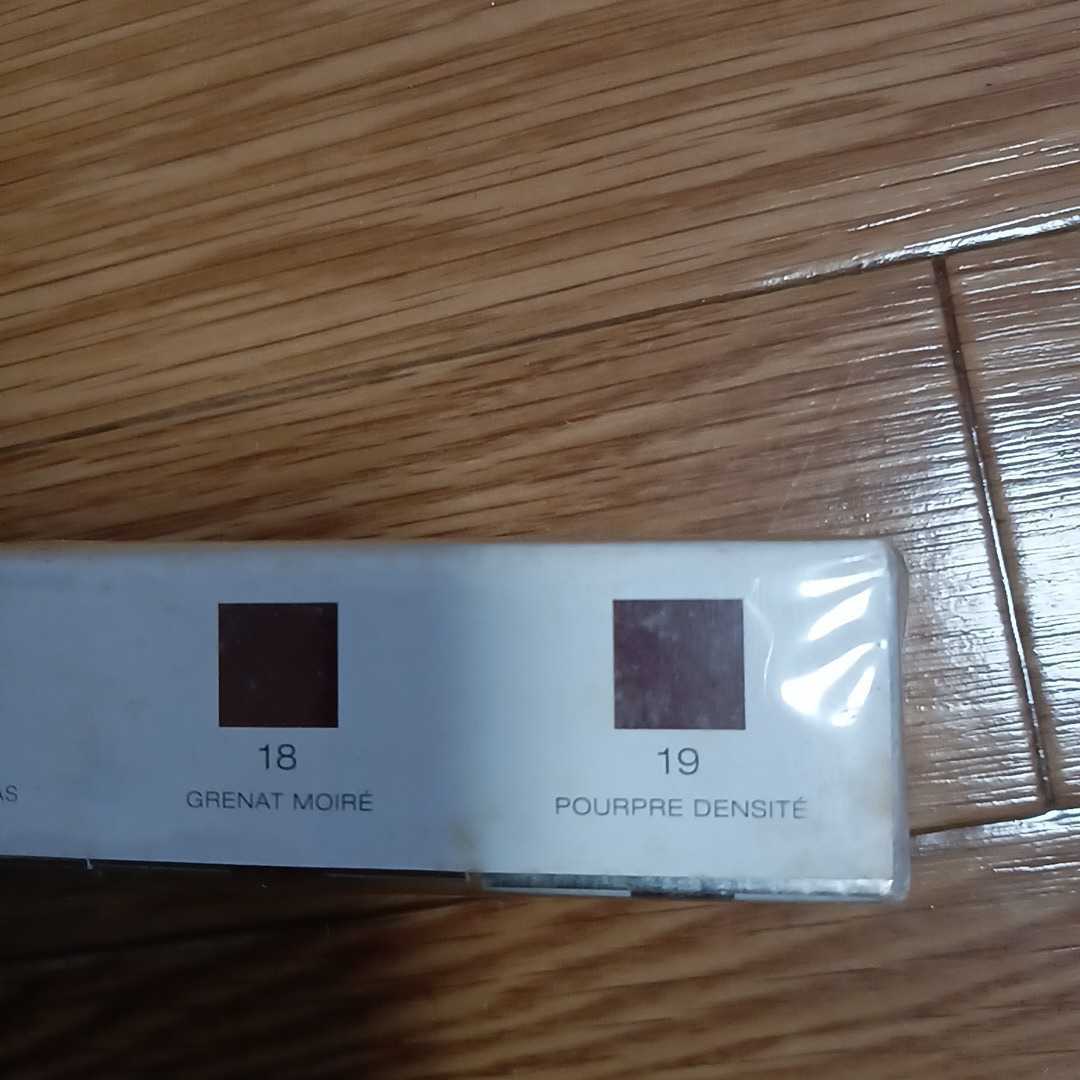 18
GRENAT MOIRÉ
19
POURPRE DENSITÉ